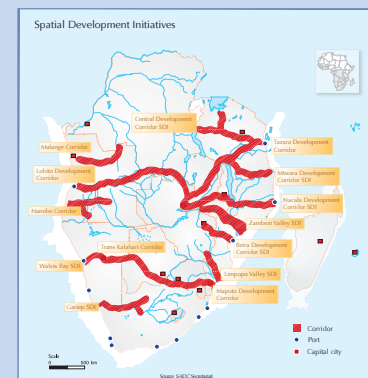 Spatial Development Initiatives
Central Development
Corridor SDI
Malange Corridor
Tazara Development
Corridor
Lobito Development
Corridor
Mtwara Development
Corridor SDI
Nacala Development
Corridor SDI
Namibe Corridor
Zambezi Valley SDI
Trans Kalahari Corridor
Beira Development
Corridor SDI
Walvis Bay SDI
Limpopo Valley SDI
Maputo Development
Corridor
Gariep SDI
Corridor
Port
Capital city
Scale
0
500 km
Source SADC Secretariat